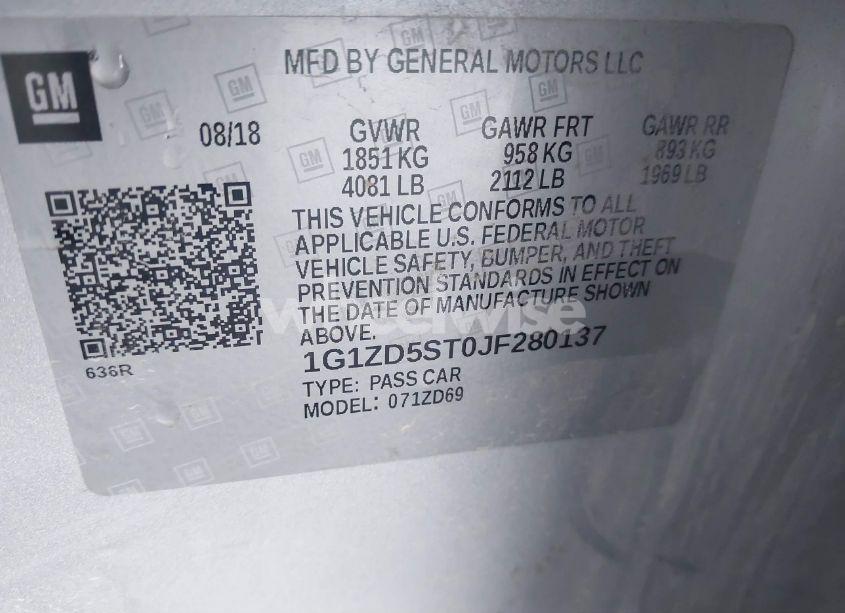 GM
MFD BY GENERAL MOTORS LLC
08/18
GVWR GAWR FRT GAWR RR
1851 KG 958 KG 893 KG
4081 LB 2112 LB 1969 LB
THIS VEHICLE CONFORMS TO ALL
APPLICABLE U.S. FEDERAL MOTOR
VEHICLE SAFETY, BUMPER, AND THEFT
PREVENTION STANDARDS IN EFFECT ON
THE DATE OF MANUFACTURE SHOWN
ABOVE.
1G1ZD5ST0JF280137
TYPE: PASS CAR
MODEL: 071ZD69
636R